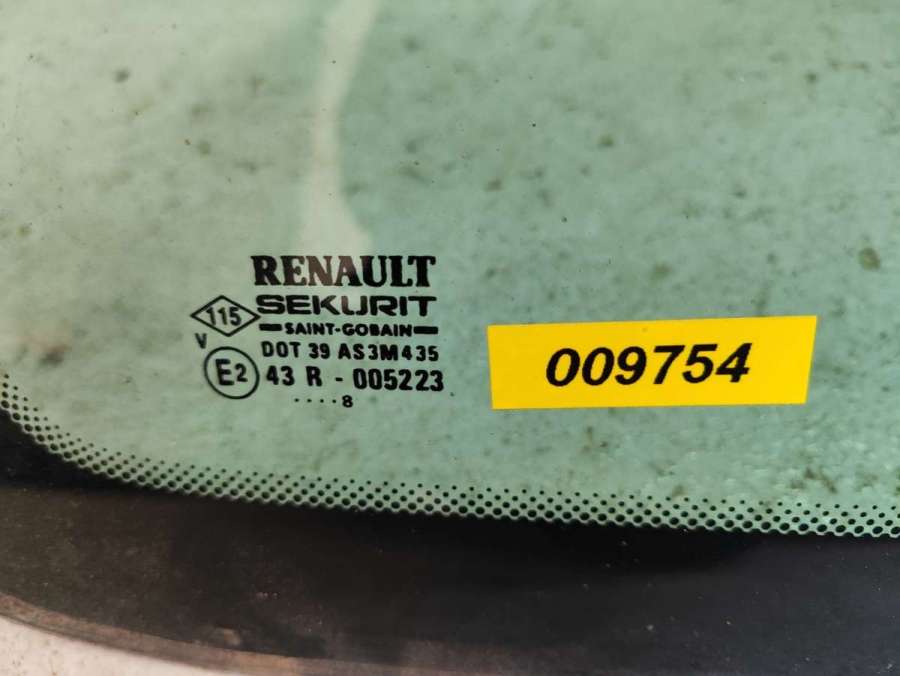 RENAULT
115 SEKURIT
SAINT-GOBAIN
V DOT 39 AS3M435
E2 43 R - 005223
....8
009754